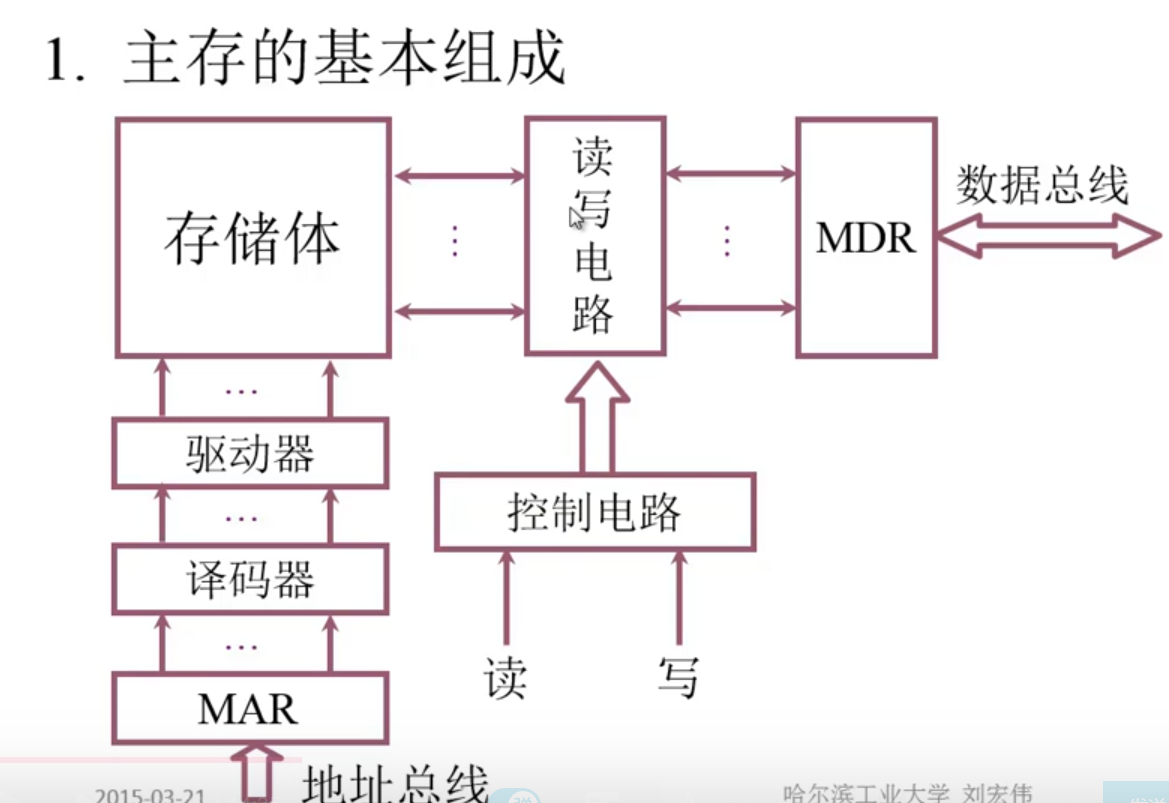 1. 主存的基本组成
存储体
读
写
电
路
MDR
数据总线
…
…
…
⋮
⋮
驱动器
控制电路
译码器
读
写
MAR
地址总线
2015-03-21
哈尔滨工业大学 刘宏伟